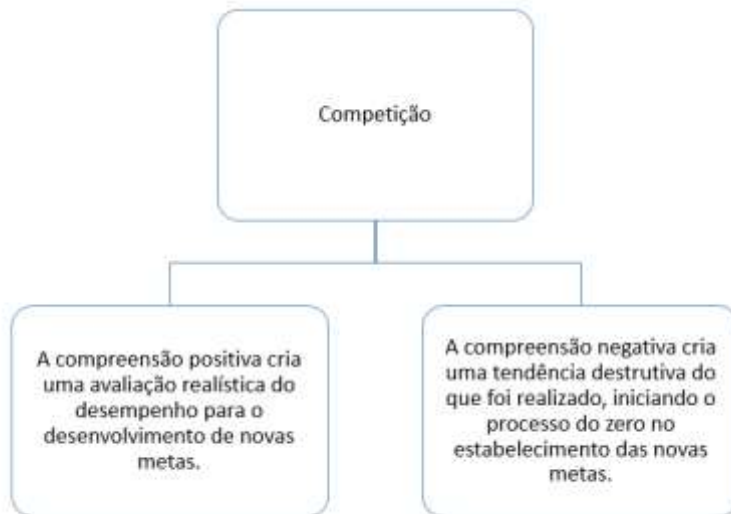 Competição
A compreensão positiva cria
uma avaliação realística do
desempenho para o
desenvolvimento de novas
metas.
A compreensão negativa cria
uma tendência destrutiva do
que foi realizado, iniciando o
processo do zero no
estabelecimento das novas
metas.